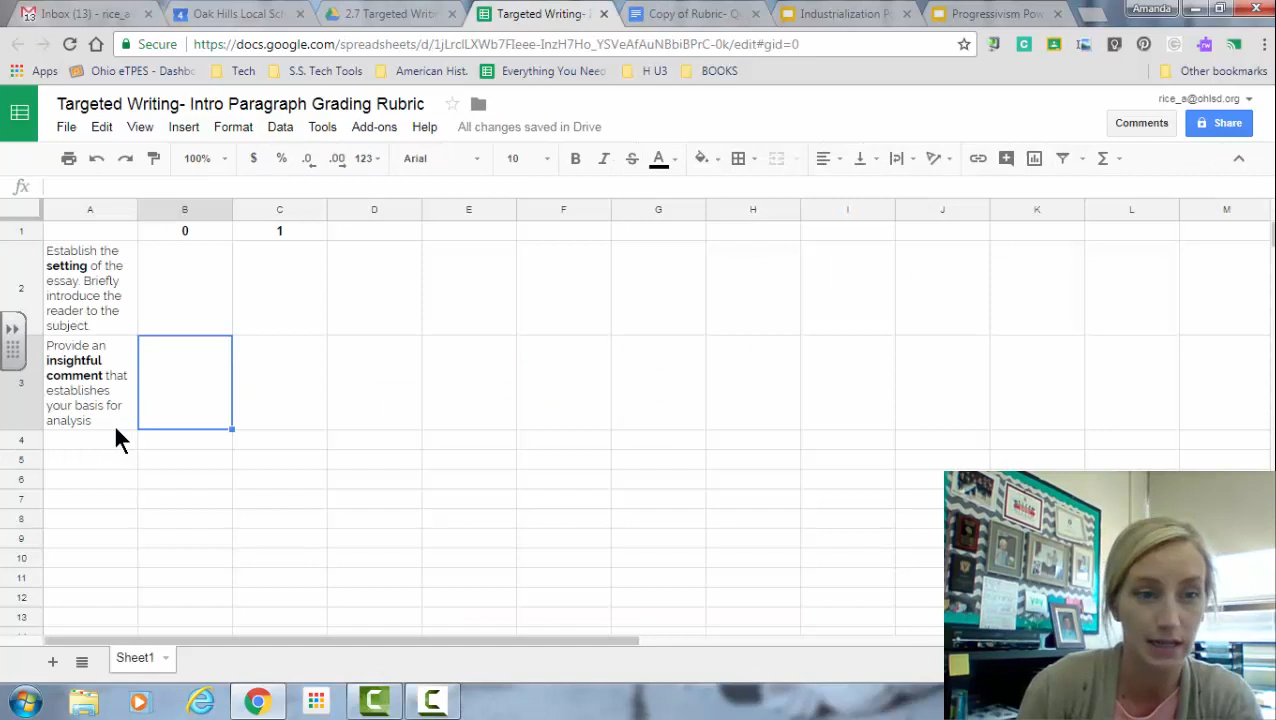 Inbox (13) - rice_a
Oak Hills Local Sch
2.7 Targeted Writin
Targeted Writing-
Copy of Rubric- Q
Industrialization P
Progressivism Pow
Amanda
Secure
https://docs.google.com/spreadsheets/d/1jLrclLXWb7FIeee-InzH7Ho_YSVeAfAuNBbiBPrC-0k/edit#gid=0
Apps
Ohio eTPES - Dashbo
Tech
S.S. Tech Tools
American Hist.
Everything You Need
H U3
BOOKS
Other bookmarks
Targeted Writing- Intro Paragraph Grading Rubric
rice_a@ohlsd.org
File Edit View Insert Format Data Tools Add-ons Help All changes saved in Drive
Comments
Share
100% $ % .0 .00 123 Arial 10
fx
A B C D E F G H I J K L M
1 0 1
Establish the
setting of the
essay. Briefly
2
introduce the
reader to the
subject.
Provide an
insightful
comment that
3
establishes
your basis for
analysis
4
5
6
7
8
9
10
11
12
13
Sheet1